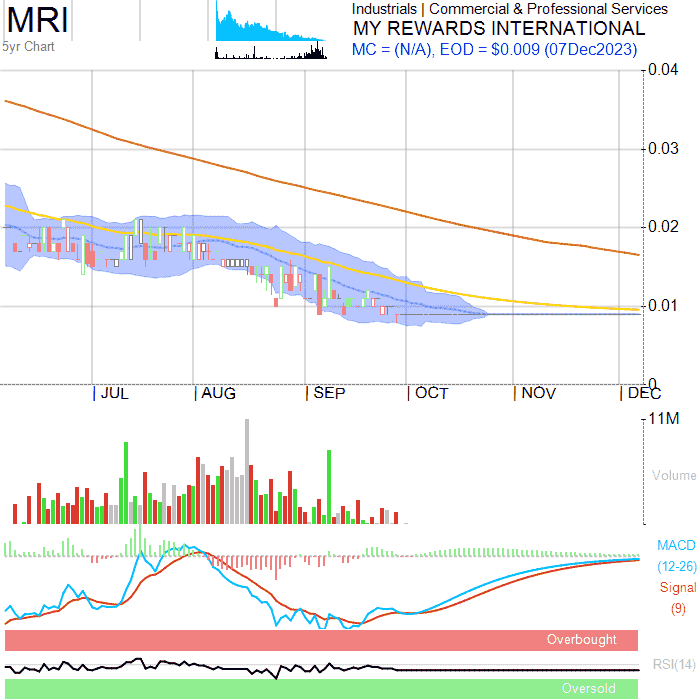 MRI
5yr Chart
Industrials | Commercial & Professional Services
MY REWARDS INTERNATIONAL
MC = (N/A), EOD = $0.009 (07Dec2023)
0.04
0.03
0.02
0.01
0
JUL AUG SEP OCT NOV DEC
11M
Volume
MACD
(12-26)
Signal
(9)
Overbought
RSI(14)
Oversold